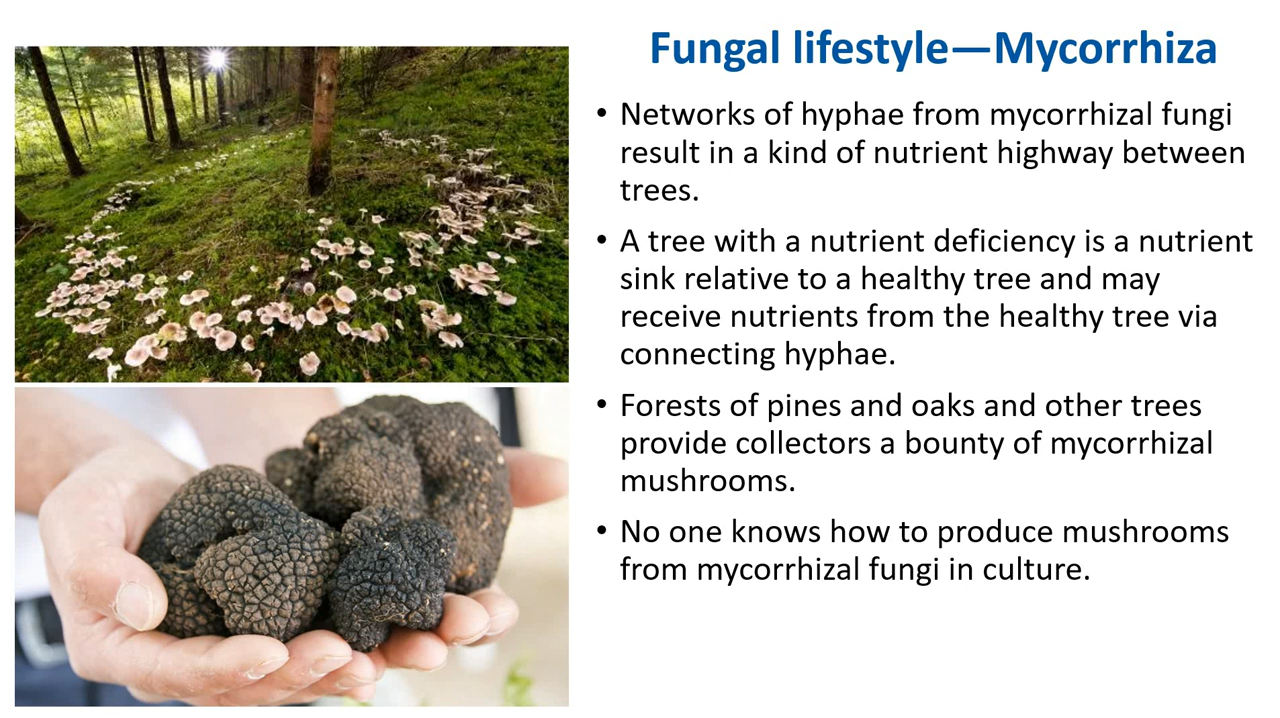 Fungal lifestyle—Mycorrhiza
• Networks of hyphae from mycorrhizal fungi
result in a kind of nutrient highway between
trees.
• A tree with a nutrient deficiency is a nutrient
sink relative to a healthy tree and may
receive nutrients from the healthy tree via
connecting hyphae.
• Forests of pines and oaks and other trees
provide collectors a bounty of mycorrhizal
mushrooms.
• No one knows how to produce mushrooms
from mycorrhizal fungi in culture.